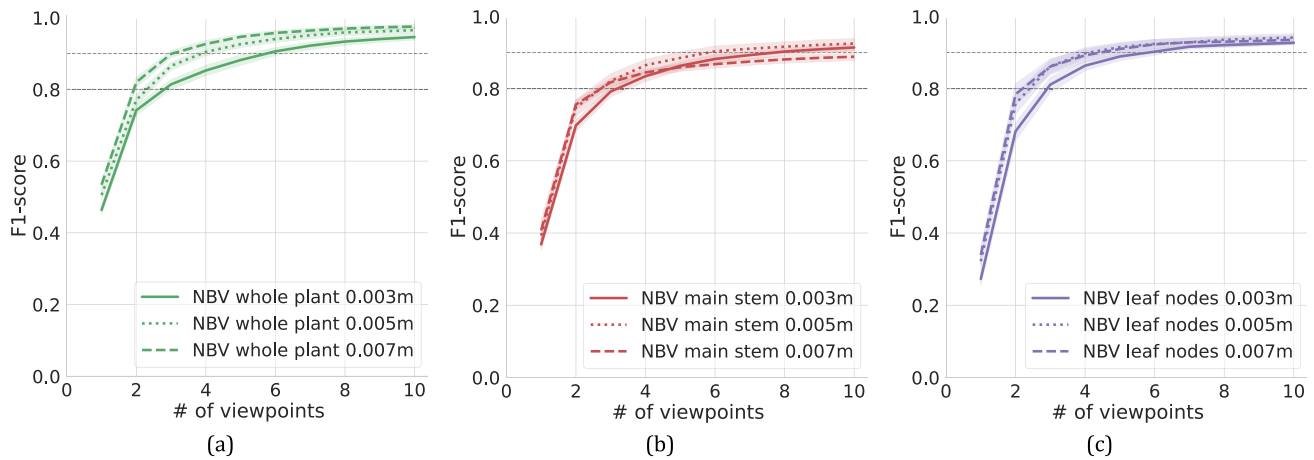 1.0
0.8
0.6
0.4
0.2
0.0
F1-score
NBV whole plant 0.003m
NBV whole plant 0.005m
NBV whole plant 0.007m
0 2 4 6 8 10
# of viewpoints
(a)
1.0
0.8
0.6
0.4
0.2
0.0
F1-score
NBV main stem 0.003m
NBV main stem 0.005m
NBV main stem 0.007m
0 2 4 6 8 10
# of viewpoints
(b)
1.0
0.8
0.6
0.4
0.2
0.0
F1-score
NBV leaf nodes 0.003m
NBV leaf nodes 0.005m
NBV leaf nodes 0.007m
0 2 4 6 8 10
# of viewpoints
(c)